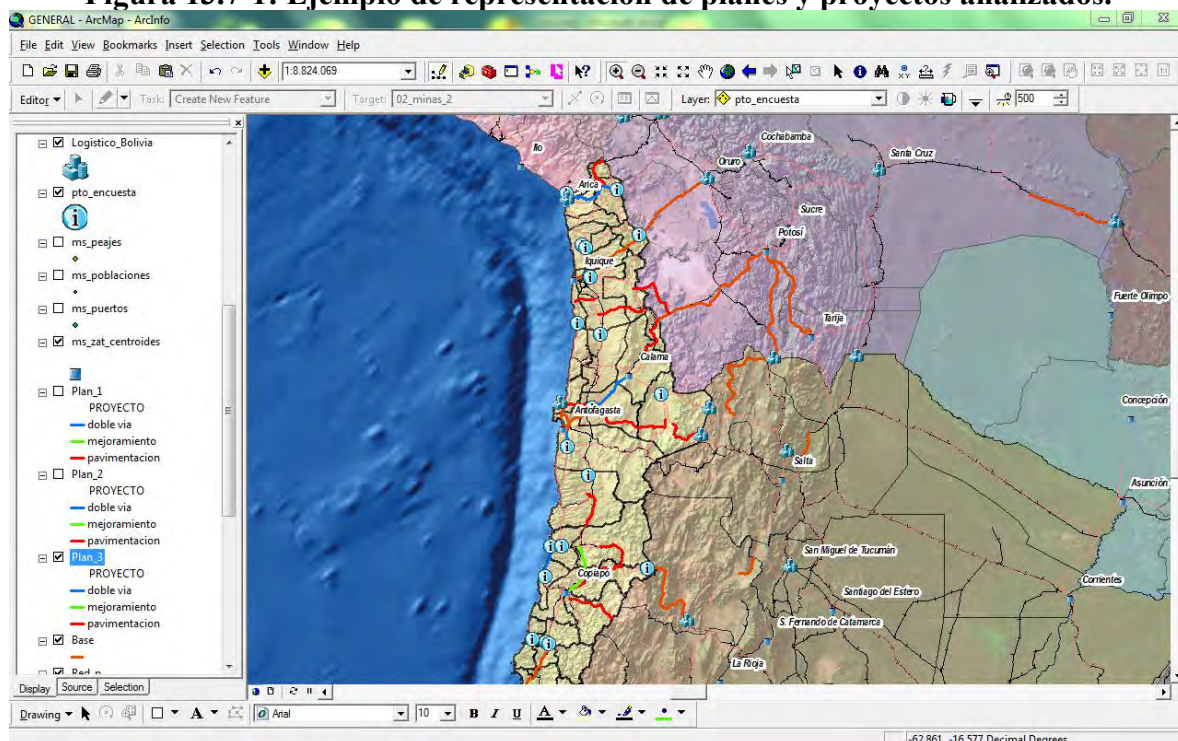 Figura 13.7-1: Ejemplo de representación de planes y proyectos analizados.
GENERAL - ArcMap - ArcInfo
File Edit View Bookmarks Insert Selection Tools Window Help
1:8.824.069
Editor Task: Create New Feature Target: 02_minas_2 Layer: pto_encuesta 500
Logistico_Bolivia
pto_encuesta
ms_peajes
ms_poblaciones
ms_puertos
ms_zat_centroides
Plan_1
PROYECTO
doble via
mejoramiento
pavimentacion
Plan_2
PROYECTO
doble via
mejoramiento
pavimentacion
Plan_3
PROYECTO
doble via
mejoramiento
pavimentacion
Base
Red_n
Display Source Selection
Cochabamba
Ilo
Oruro
Santa Cruz
Arica
Sucre
Potosí
Iquique
Fuerte Olimpo
Tarija
Calama
Concepción
Antofagasta
Salta
Asunción
San Miguel de Tucumán
Copiapó
Corrientes
Santiago del Estero
S. Fernando de Catamarca
La Rioja
Drawing Arial 10 B I U A
-62,861 -16,577 Decimal Degrees